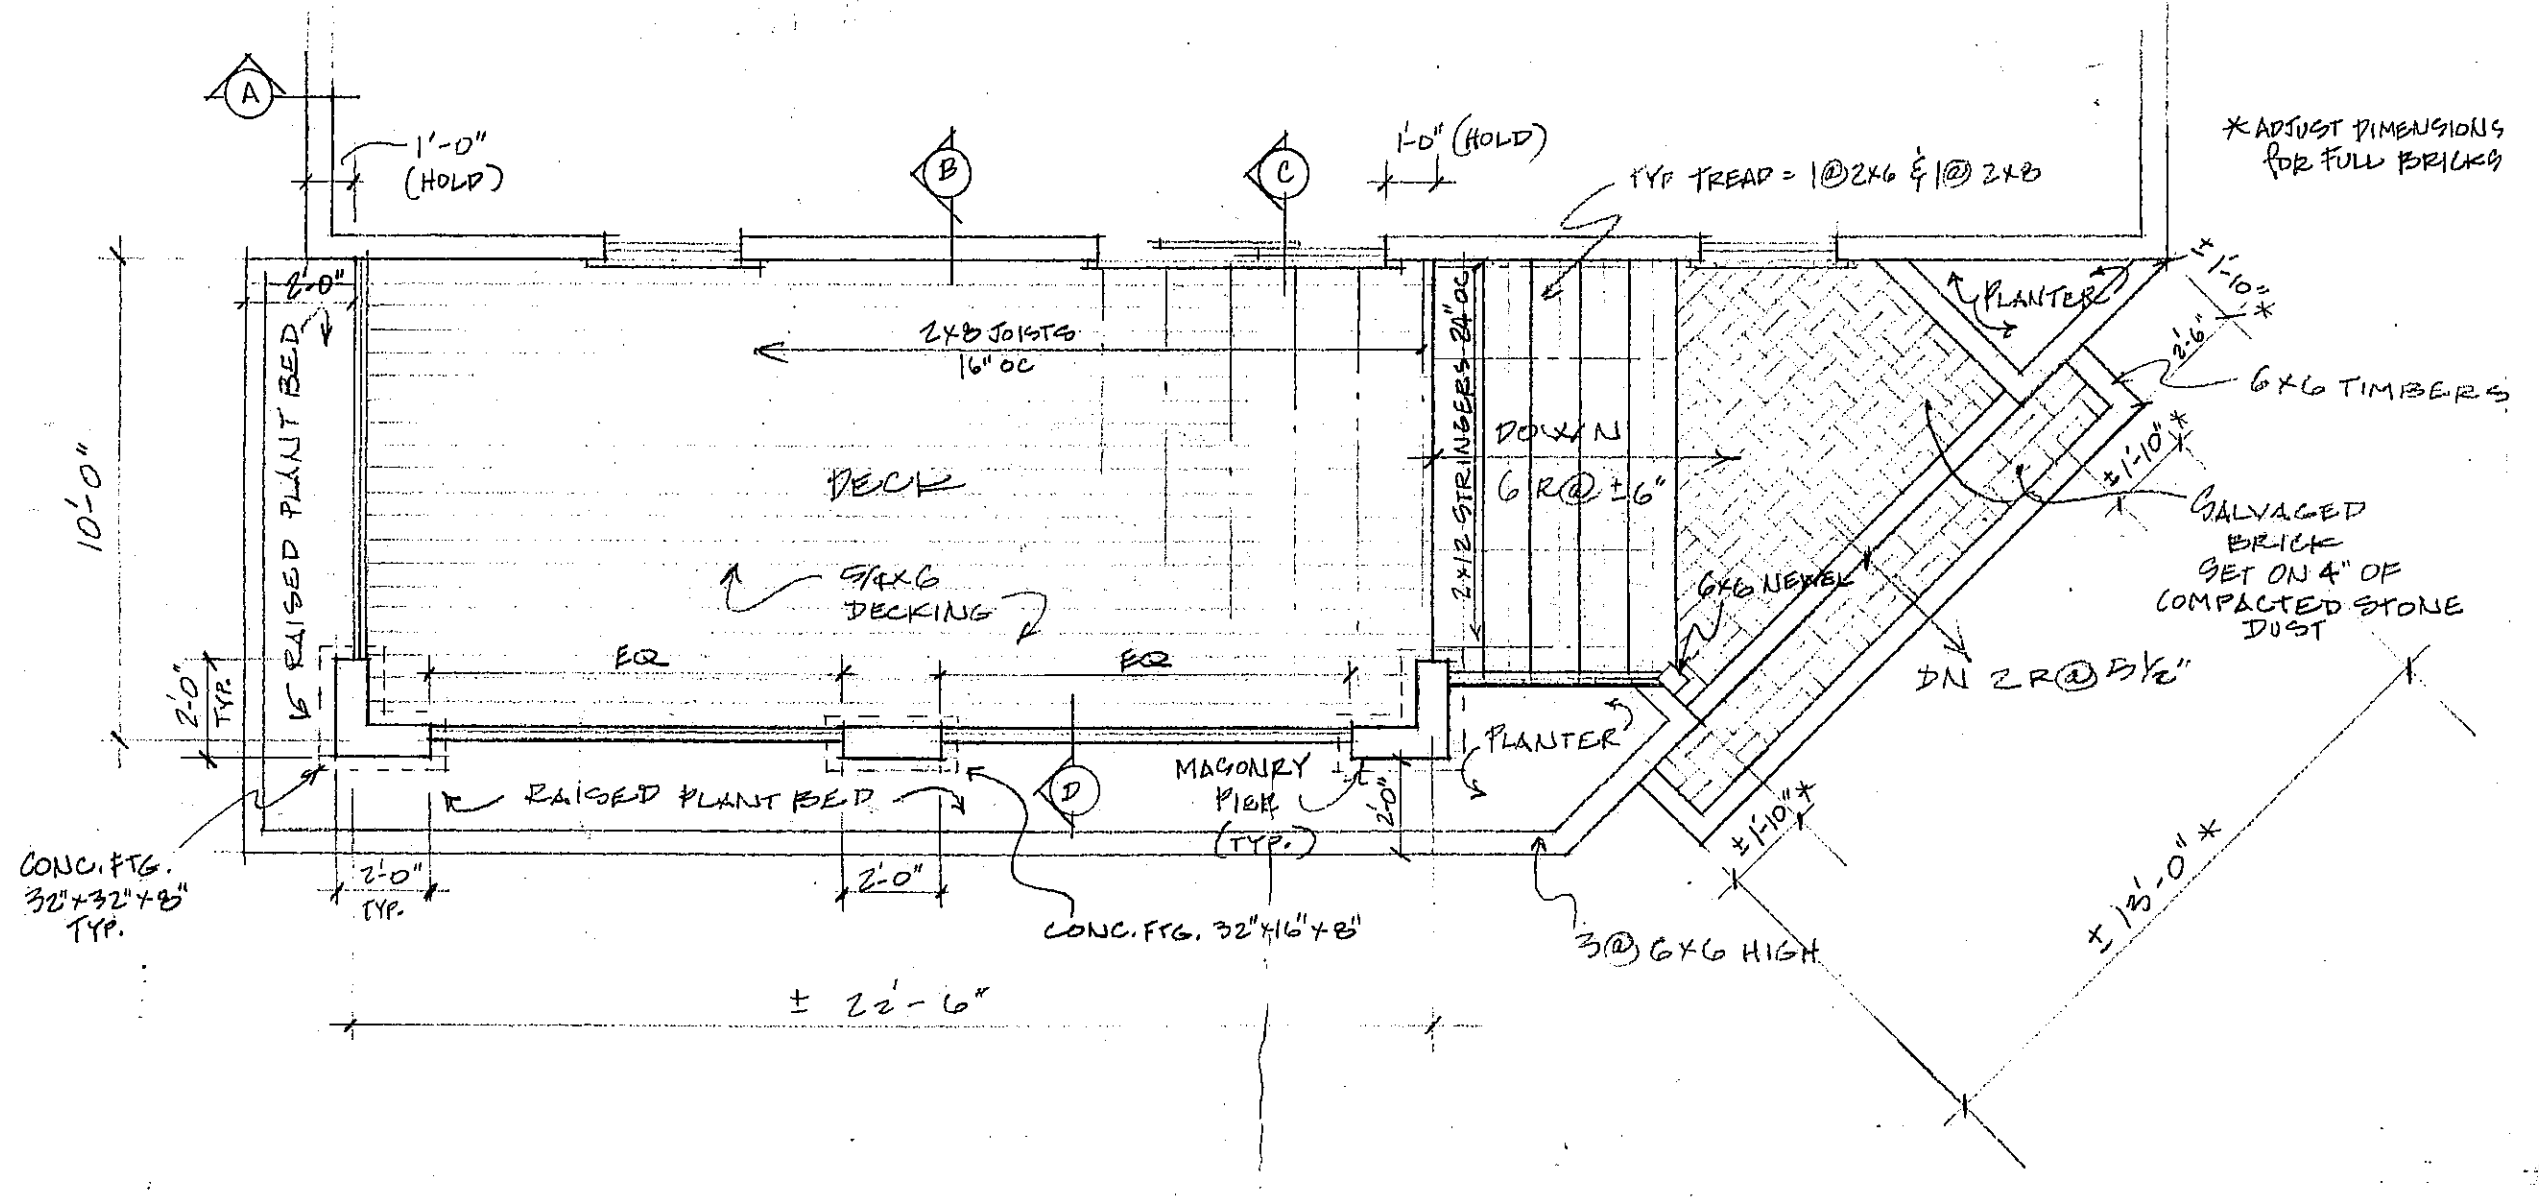 A
1'-0"
(HOLD)
B
C
1'-0" (HOLD)
TYP TREAD = 1@2x6 & 1@ 2x8
* ADJUST DIMENSIONS
FOR FULL BRICKS
± 1'-10" *
2'-6"
PLANTER
6x6 TIMBERS
2'-0"
RAISED PLANT BED
10'-0"
2x8 JOISTS
16" OC
2x12 STRINGERS-24" OC
DOWN
6 R@ ±6"
DECK
5/4x6
DECKING
6x6 NEWEL
± 1'-10" *
SALVAGED
BRICK
SET ON 4" OF
COMPACTED STONE
DUST
DN 2R@ 5½"
EQ
EQ
2'-0"
TYP.
PLANTER
MASONRY
PIER
(TYP.)
D
RAISED PLANT BED
2'-0"
± 1'-10" *
± 13'-0" *
CONC. FTG.
32"x32"x8"
TYP.
2'-0"
TYP.
2'-0"
CONC. FTG. 32"x16"x8"
3@ 6x6 HIGH
± 22'-6"